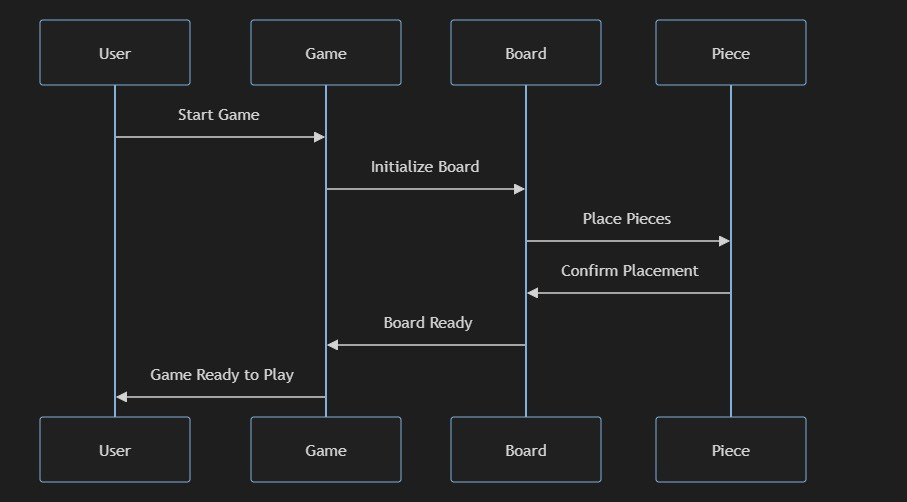 User
Game
Board
Piece
Start Game
Initialize Board
Place Pieces
Confirm Placement
Board Ready
Game Ready to Play
User
Game
Board
Piece